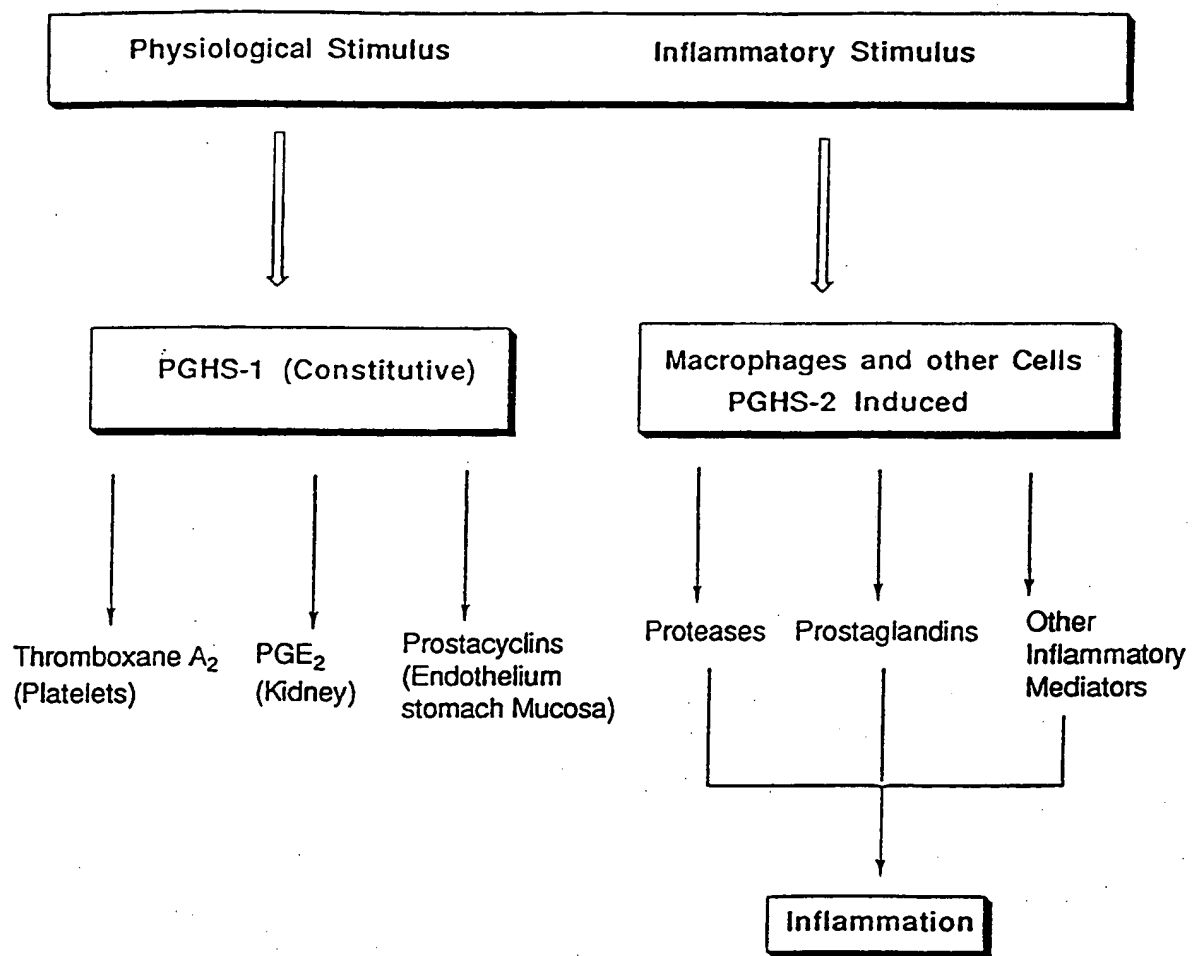 Physiological Stimulus
Inflammatory Stimulus
PGHS-1 (Constitutive)
Macrophages and other Cells
PGHS-2 Induced
Thromboxane A₂
(Platelets)
PGE₂
(Kidney)
Prostacyclins
(Endothelium
stomach Mucosa)
Proteases
Prostaglandins
Other
Inflammatory
Mediators
Inflammation